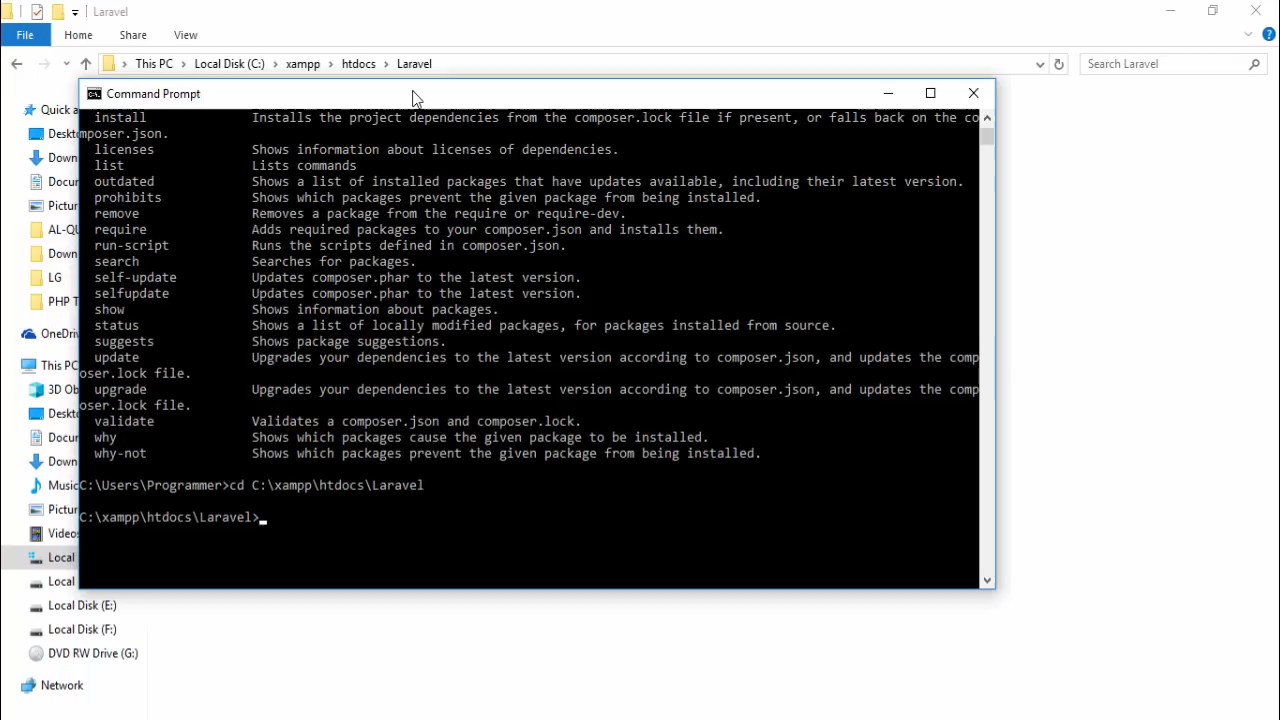 Laravel
File Home Share View
This PC Local Disk (C:) xampp htdocs Laravel
Search Laravel
Command Prompt
install Installs the project dependencies from the composer.lock file if present, or falls back on the co
mposer.json.
licenses Shows information about licenses of dependencies.
list Lists commands
outdated Shows a list of installed packages that have updates available, including their latest version.
prohibits Shows which packages prevent the given package from being installed.
remove Removes a package from the require or require-dev.
require Adds required packages to your composer.json and installs them.
run-script Runs the scripts defined in composer.json.
search Searches for packages.
self-update Updates composer.phar to the latest version.
selfupdate Updates composer.phar to the latest version.
show Shows information about packages.
status Shows a list of locally modified packages, for packages installed from source.
suggests Shows package suggestions.
update Upgrades your dependencies to the latest version according to composer.json, and updates the comp
oser.lock file.
upgrade Upgrades your dependencies to the latest version according to composer.json, and updates the comp
oser.lock file.
validate Validates a composer.json and composer.lock.
why Shows which packages cause the given package to be installed.
why-not Shows which packages prevent the given package from being installed.
C:\Users\Programmer>cd C:\xampp\htdocs\Laravel
C:\xampp\htdocs\Laravel>
Quick a
Deskto
Down
Docu
Pictur
AL-QU
Down
LG
PHP T
OneDriv
This PC
3D Ob
Deskto
Docu
Down
Music
Pictur
Videos
Local
Local
Local Disk (E:)
Local Disk (F:)
DVD RW Drive (G:)
Network